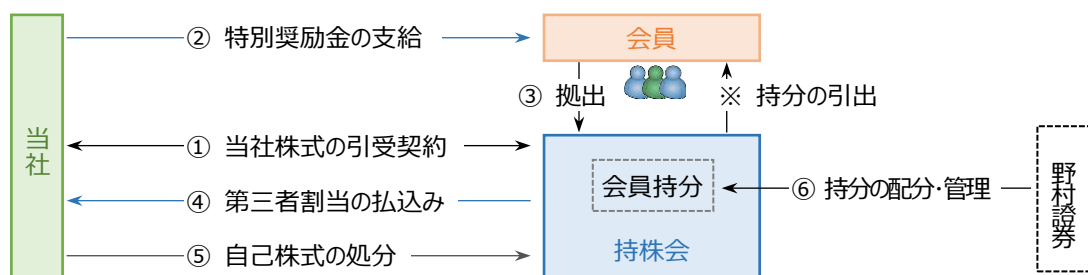 ② 特別奨励金の支給
会員
③ 拠出
※ 持分の引出
当社
① 当社株式の引受契約
会員持分
⑥ 持分の配分・管理
野村證券
④ 第三者割当の払込み
⑤ 自己株式の処分
持株会